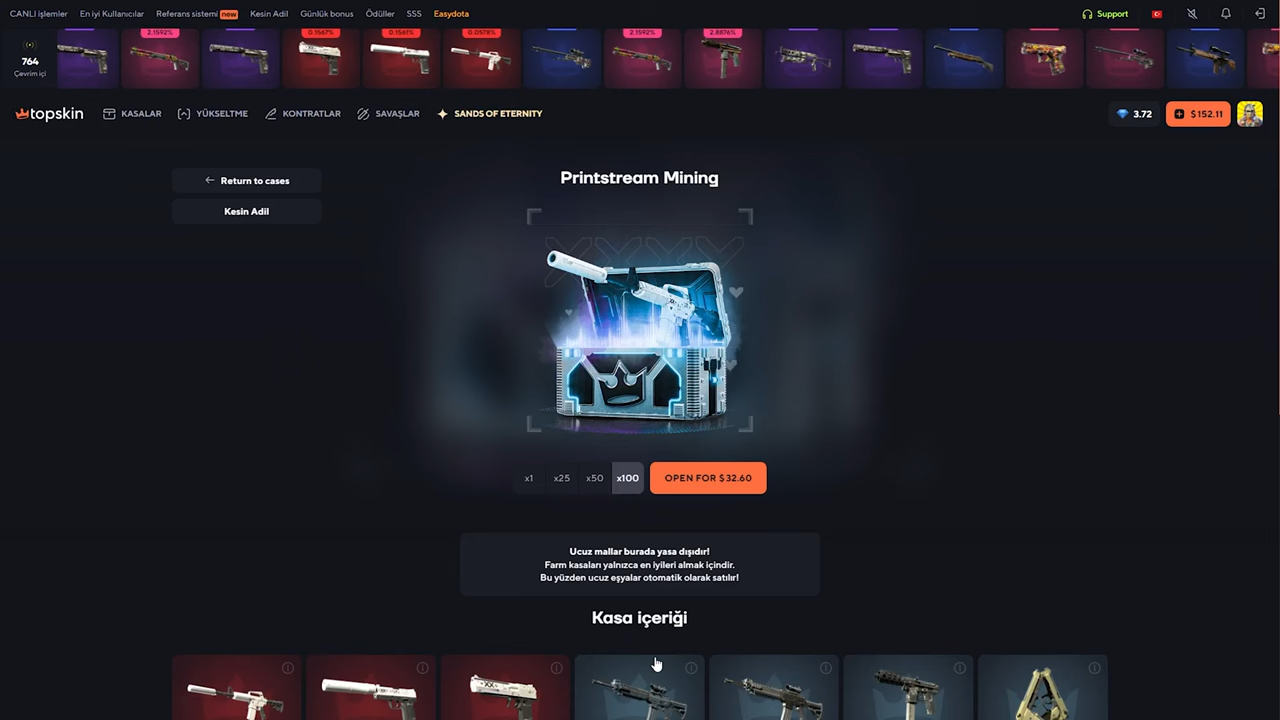 CANLI işlemler En iyi Kullanıcılar Referans sistemi new Kesin Adil Günlük bonus Ödüller SSS Easydota Support
2.1592% 0.1567% 0.1561% 0.0578% 2.1592% 2.8876%
764
Çevrim içi
topskin KASALAR YÜKSELTME KONTRATLAR SAVAŞLAR SANDS OF ETERNITY 3.72 $152.11
Return to cases
Kesin Adil
Printstream Mining
x1 x25 x50 x100 OPEN FOR $32.60
Ucuz mallar burada yasa dışıdır!
Farm kasaları yalnızca en iyileri almak içindir.
Bu yüzden ucuz eşyalar otomatik olarak satılır!
Kasa içeriği